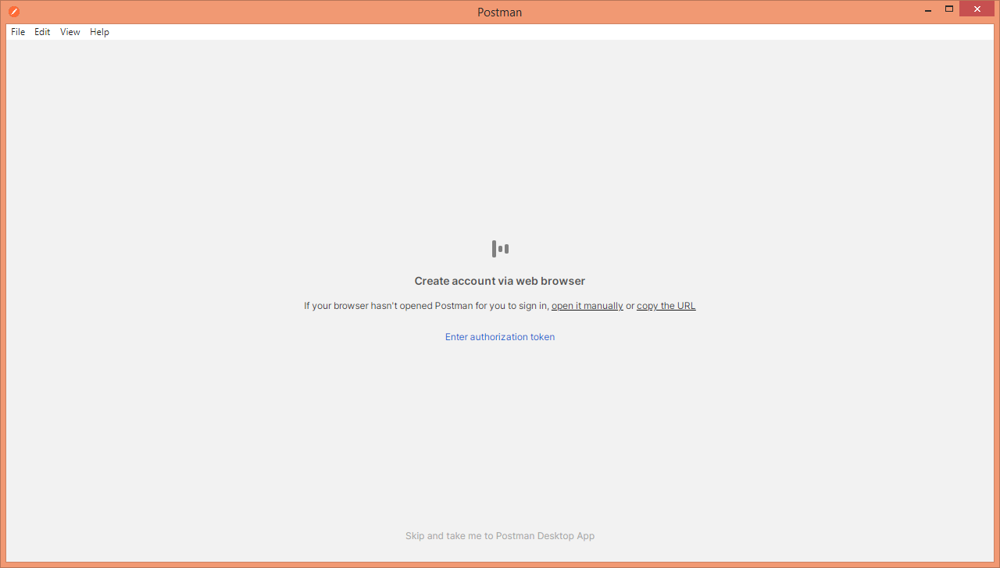 Postman
File Edit View Help
Create account via web browser
If your browser hasn't opened Postman for you to sign in, open it manually or copy the URL
Enter authorization token
Skip and take me to Postman Desktop App